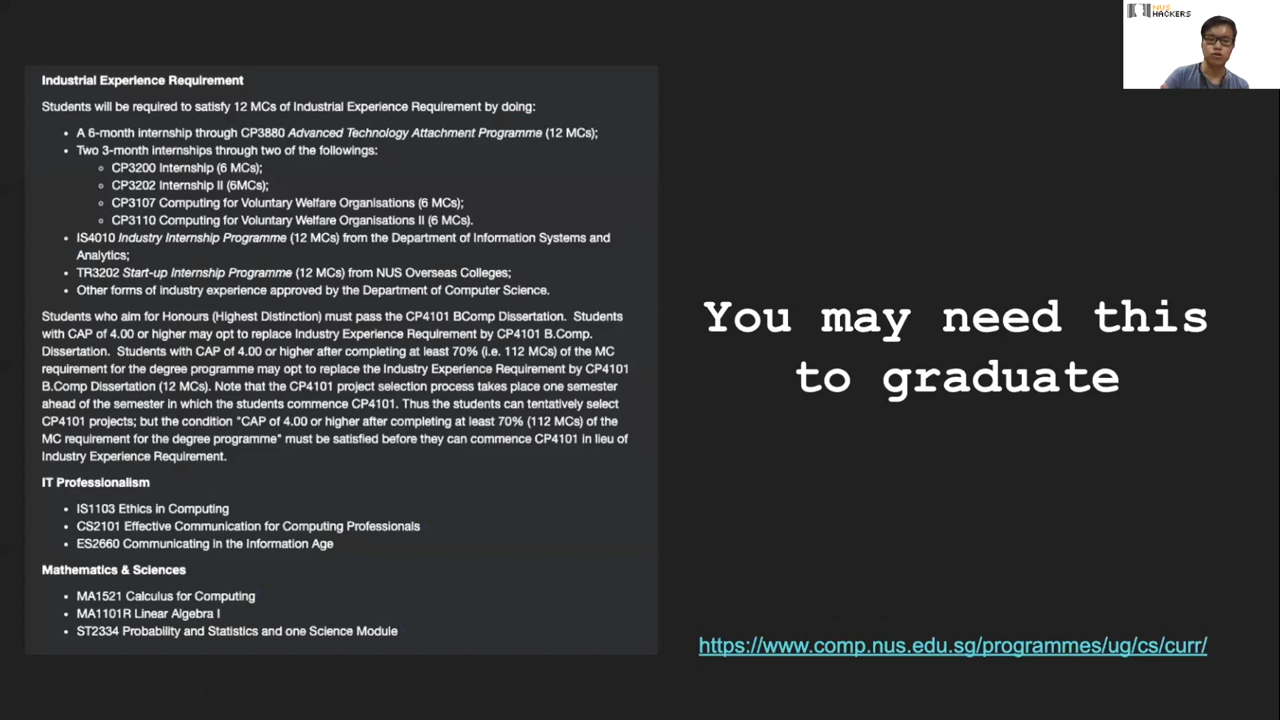 NUS
HACKERS
Industrial Experience Requirement
Students will be required to satisfy 12 MCs of Industrial Experience Requirement by doing:
• A 6-month internship through CP3880 Advanced Technology Attachment Programme (12 MCs);
• Two 3-month internships through two of the followings:
○ CP3200 Internship (6 MCs);
○ CP3202 Internship II (6MCs);
○ CP3107 Computing for Voluntary Welfare Organisations (6 MCs);
○ CP3110 Computing for Voluntary Welfare Organisations II (6 MCs).
• IS4010 Industry Internship Programme (12 MCs) from the Department of Information Systems and
Analytics;
• TR3202 Start-up Internship Programme (12 MCs) from NUS Overseas Colleges;
• Other forms of industry experience approved by the Department of Computer Science.
Students who aim for Honours (Highest Distinction) must pass the CP4101 BComp Dissertation. Students
with CAP of 4.00 or higher may opt to replace Industry Experience Requirement by CP4101 B.Comp.
Dissertation. Students with CAP of 4.00 or higher after completing at least 70% (i.e. 112 MCs) of the MC
requirement for the degree programme may opt to replace the Industry Experience Requirement by CP4101
B.Comp Dissertation (12 MCs). Note that the CP4101 project selection process takes place one semester
ahead of the semester in which the students commence CP4101. Thus the students can tentatively select
CP4101 projects; but the condition "CAP of 4.00 or higher after completing at least 70% (112 MCs) of the
MC requirement for the degree programme" must be satisfied before they can commence CP4101 in lieu of
Industry Experience Requirement.
IT Professionalism
• IS1103 Ethics in Computing
• CS2101 Effective Communication for Computing Professionals
• ES2660 Communicating in the Information Age
Mathematics & Sciences
• MA1521 Calculus for Computing
• MA1101R Linear Algebra I
• ST2334 Probability and Statistics and one Science Module
You may need this
to graduate
https://www.comp.nus.edu.sg/programmes/ug/cs/curr/